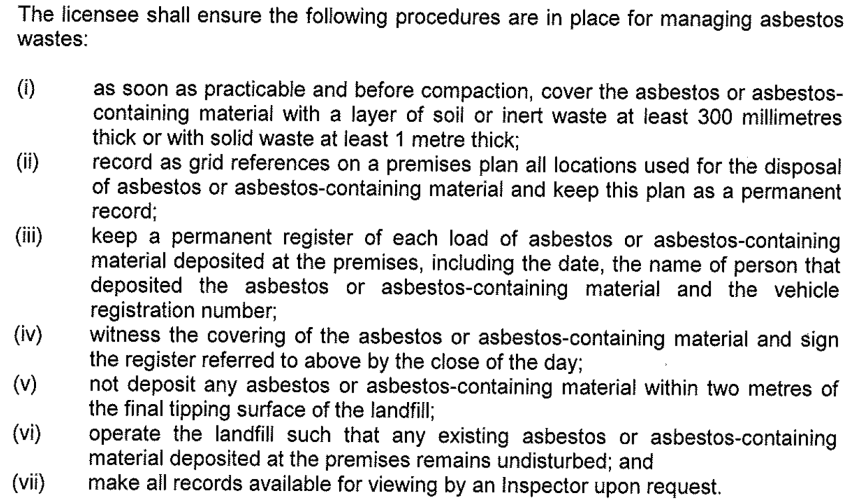 The licensee shall ensure the following procedures are in place for managing asbestos
wastes:
(i) as soon as practicable and before compaction, cover the asbestos or asbestos-
containing material with a layer of soil or inert waste at least 300 millimetres
thick or with solid waste at least 1 metre thick;
(ii) record as grid references on a premises plan all locations used for the disposal
of asbestos or asbestos-containing material and keep this plan as a permanent
record;
(iii) keep a permanent register of each load of asbestos or asbestos-containing
material deposited at the premises, including the date, the name of person that
deposited the asbestos or asbestos-containing material and the vehicle
registration number;
(iv) witness the covering of the asbestos or asbestos-containing material and sign
the register referred to above by the close of the day;
(v) not deposit any asbestos or asbestos-containing material within two metres of
the final tipping surface of the landfill;
(vi) operate the landfill such that any existing asbestos or asbestos-containing
material deposited at the premises remains undisturbed; and
(vii) make all records available for viewing by an Inspector upon request.